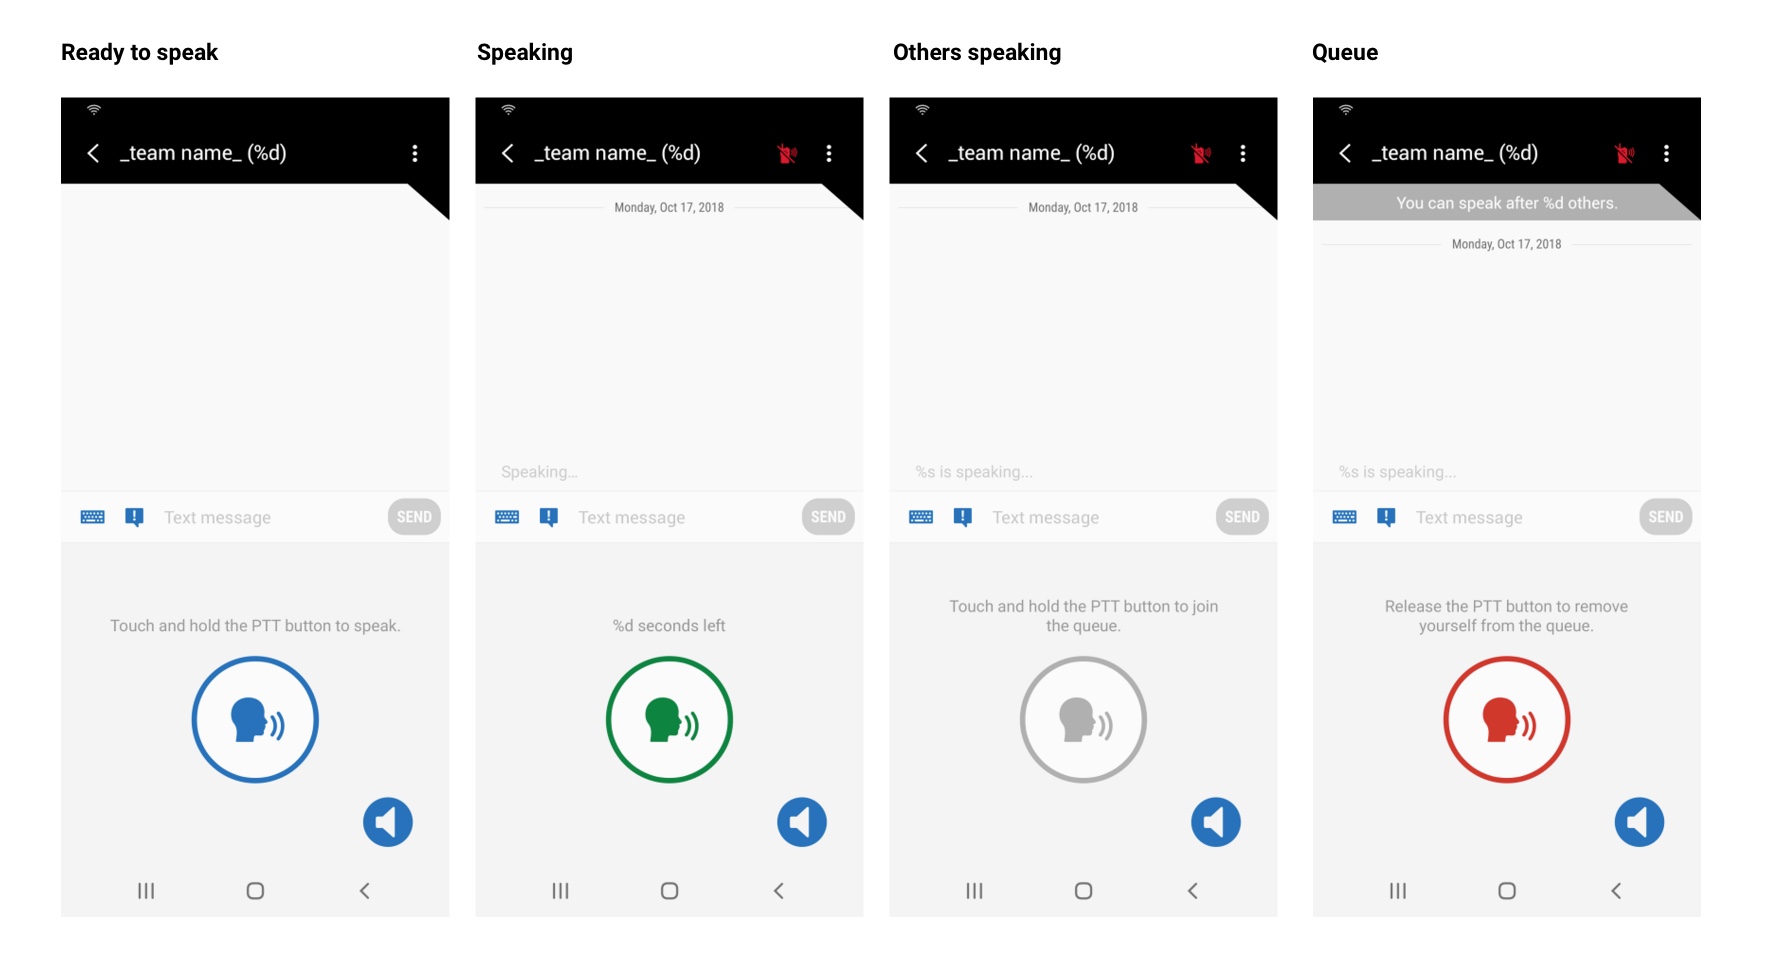 Ready to speak
_team name_ (%d)
Text message
SEND
Touch and hold the PTT button to speak.
Speaking
_team name_ (%d)
Monday, Oct 17, 2018
Speaking...
Text message
SEND
%d seconds left
Others speaking
_team name_ (%d)
Monday, Oct 17, 2018
%s is speaking...
Text message
SEND
Touch and hold the PTT button to join
the queue.
Queue
_team name_ (%d)
You can speak after %d others.
Monday, Oct 17, 2018
%s is speaking...
Text message
SEND
Release the PTT button to remove
yourself from the queue.